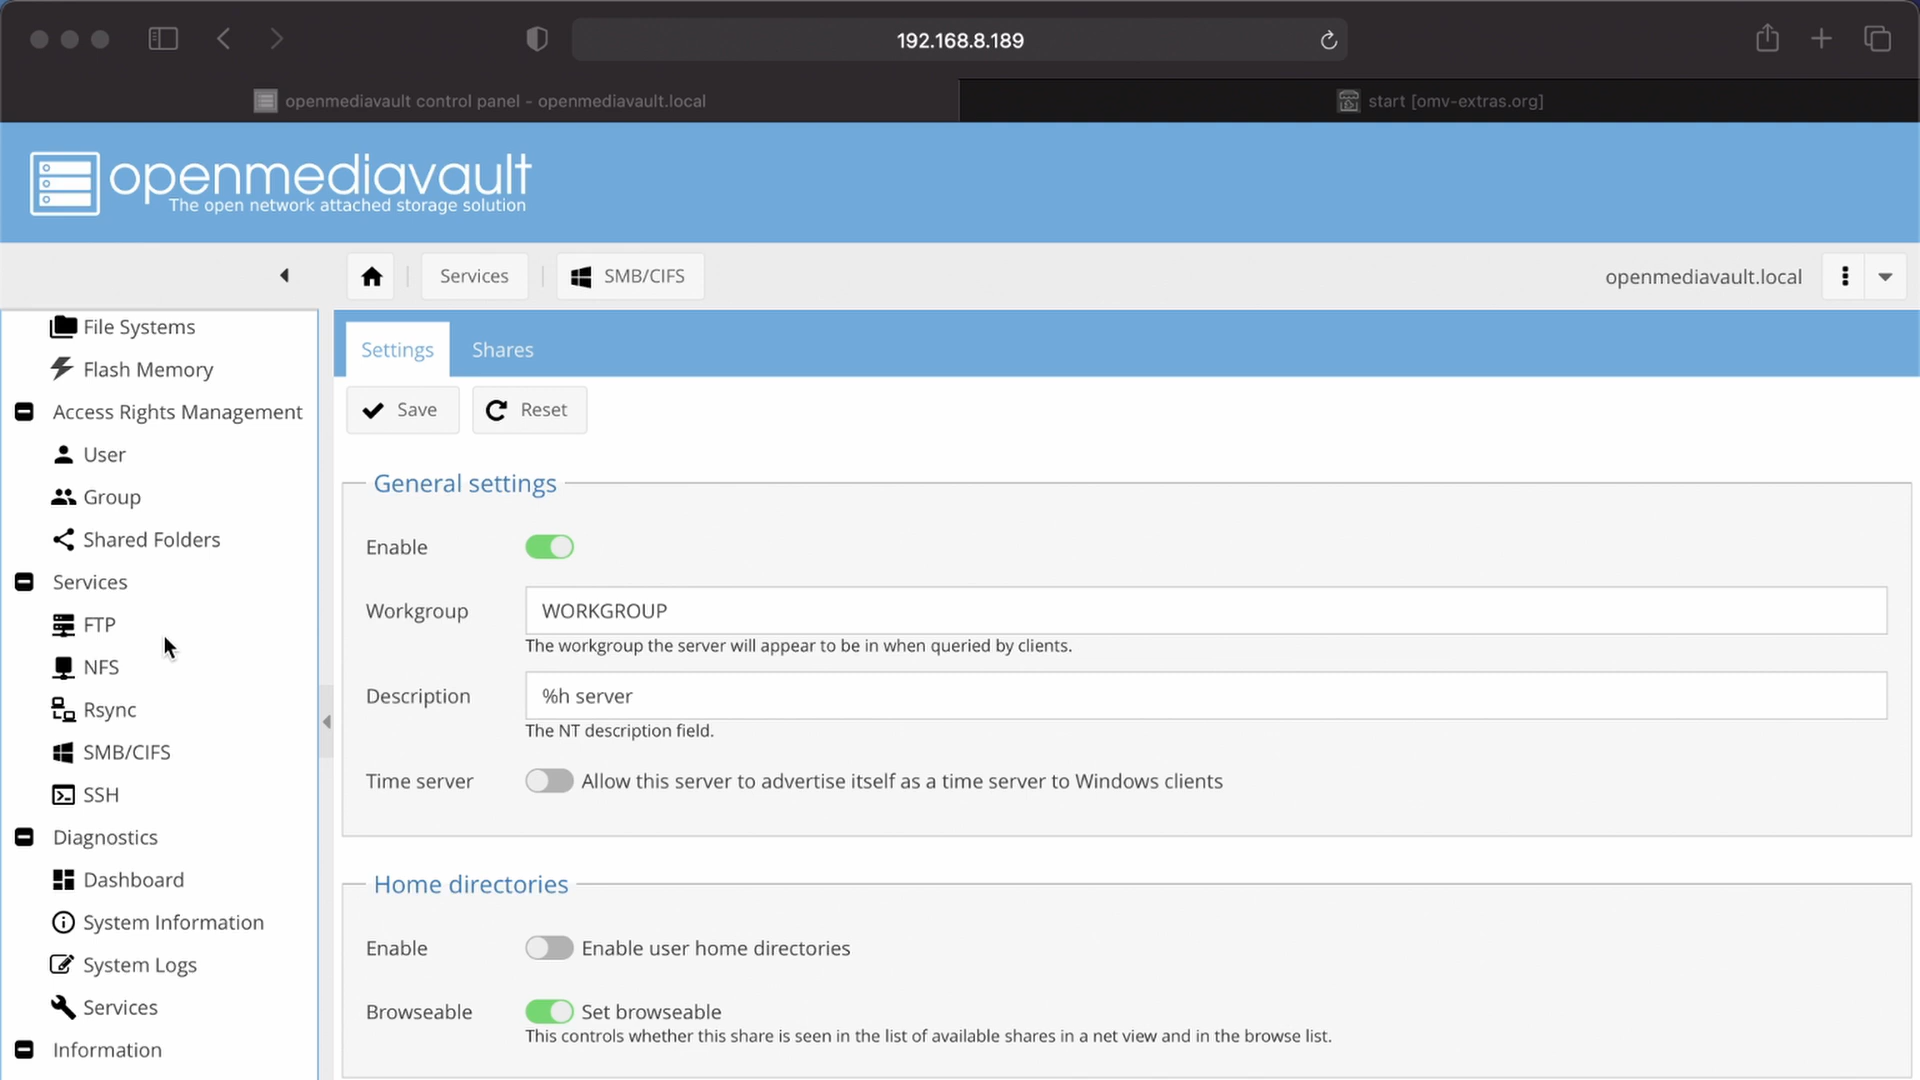 192.168.8.189
openmediavault control panel - openmediavault.local
start [omv-extras.org]
openmediavault
The open network attached storage solution
Services
SMB/CIFS
openmediavault.local
File Systems
Flash Memory
Access Rights Management
User
Group
Shared Folders
Services
FTP
NFS
Rsync
SMB/CIFS
SSH
Diagnostics
Dashboard
System Information
System Logs
Services
Information
Settings
Shares
Save
Reset
General settings
Enable
Workgroup
WORKGROUP
The workgroup the server will appear to be in when queried by clients.
Description
%h server
The NT description field.
Time server
Allow this server to advertise itself as a time server to Windows clients
Home directories
Enable
Enable user home directories
Browseable
Set browseable
This controls whether this share is seen in the list of available shares in a net view and in the browse list.